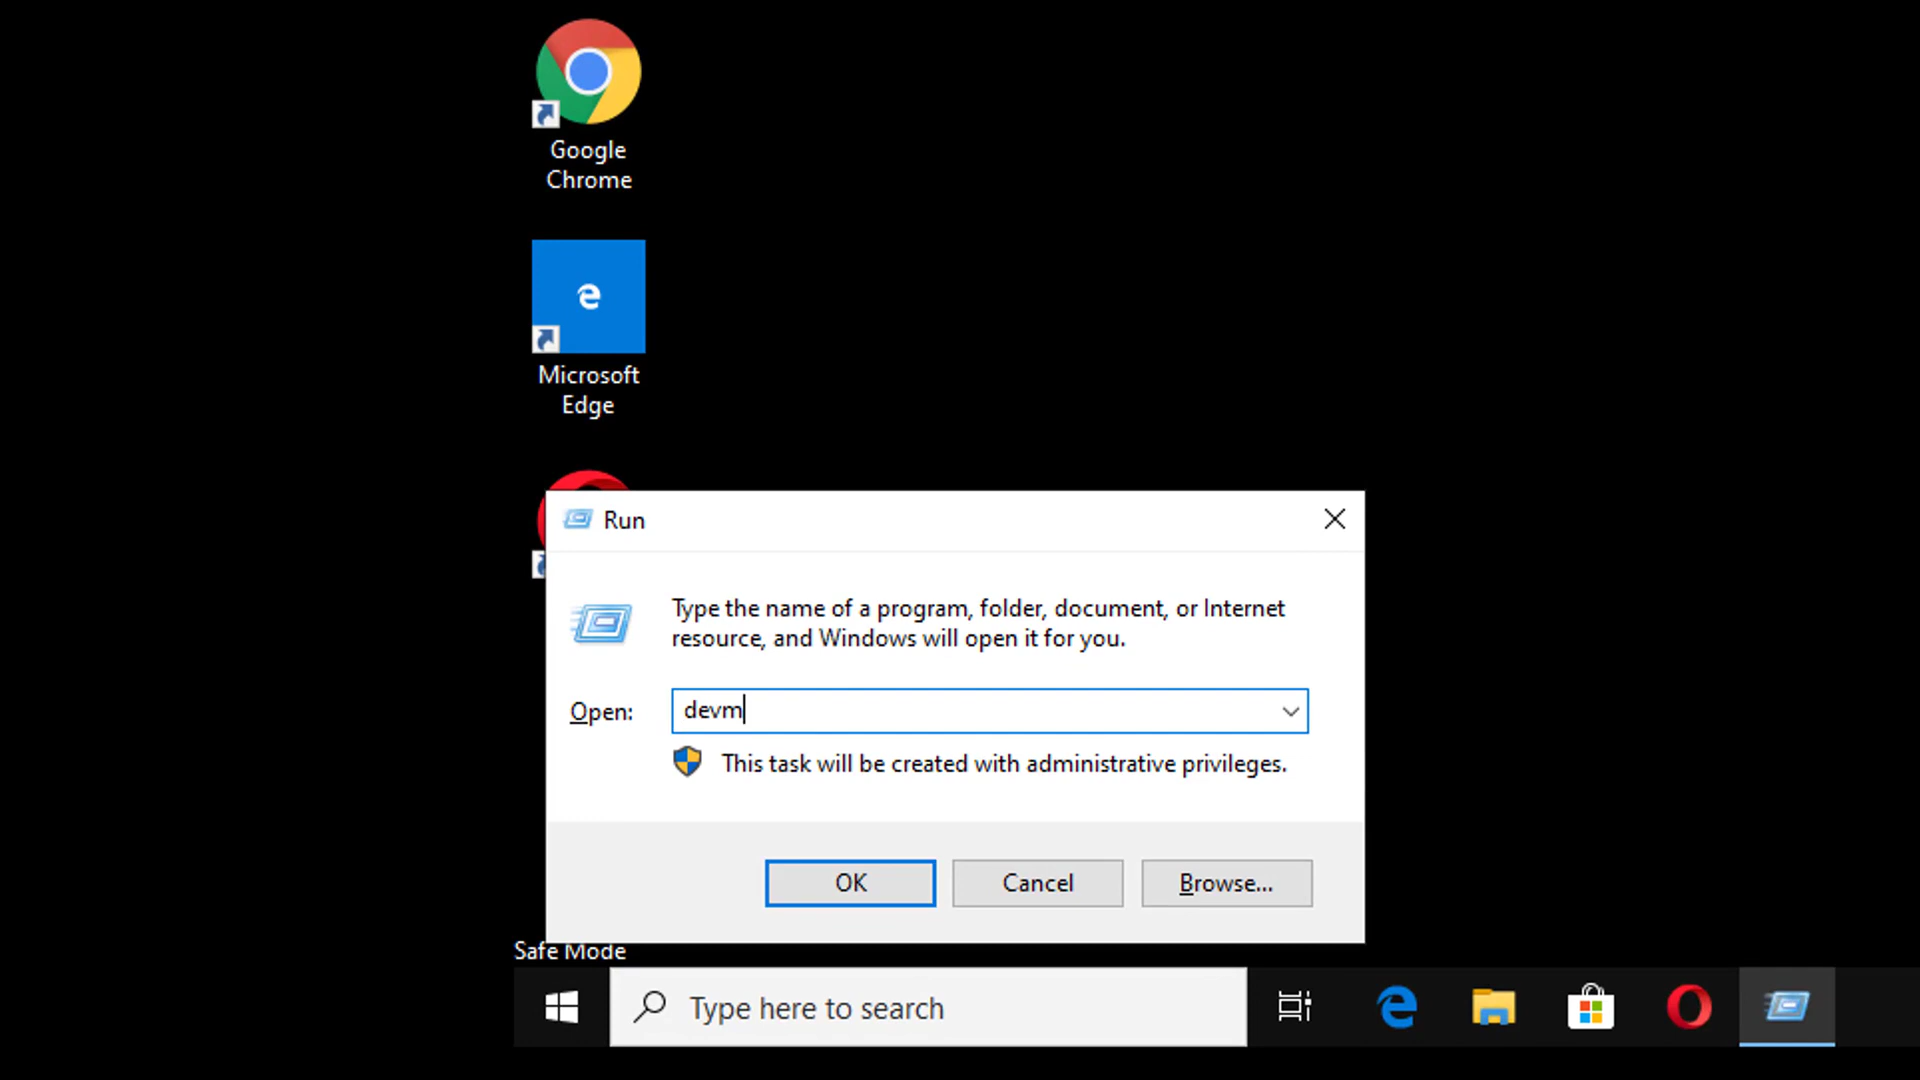 Google
Chrome
Microsoft
Edge
Run
Type the name of a program, folder, document, or Internet
resource, and Windows will open it for you.
Open:
devm
This task will be created with administrative privileges.
OK
Cancel
Browse...
Safe Mode
Type here to search